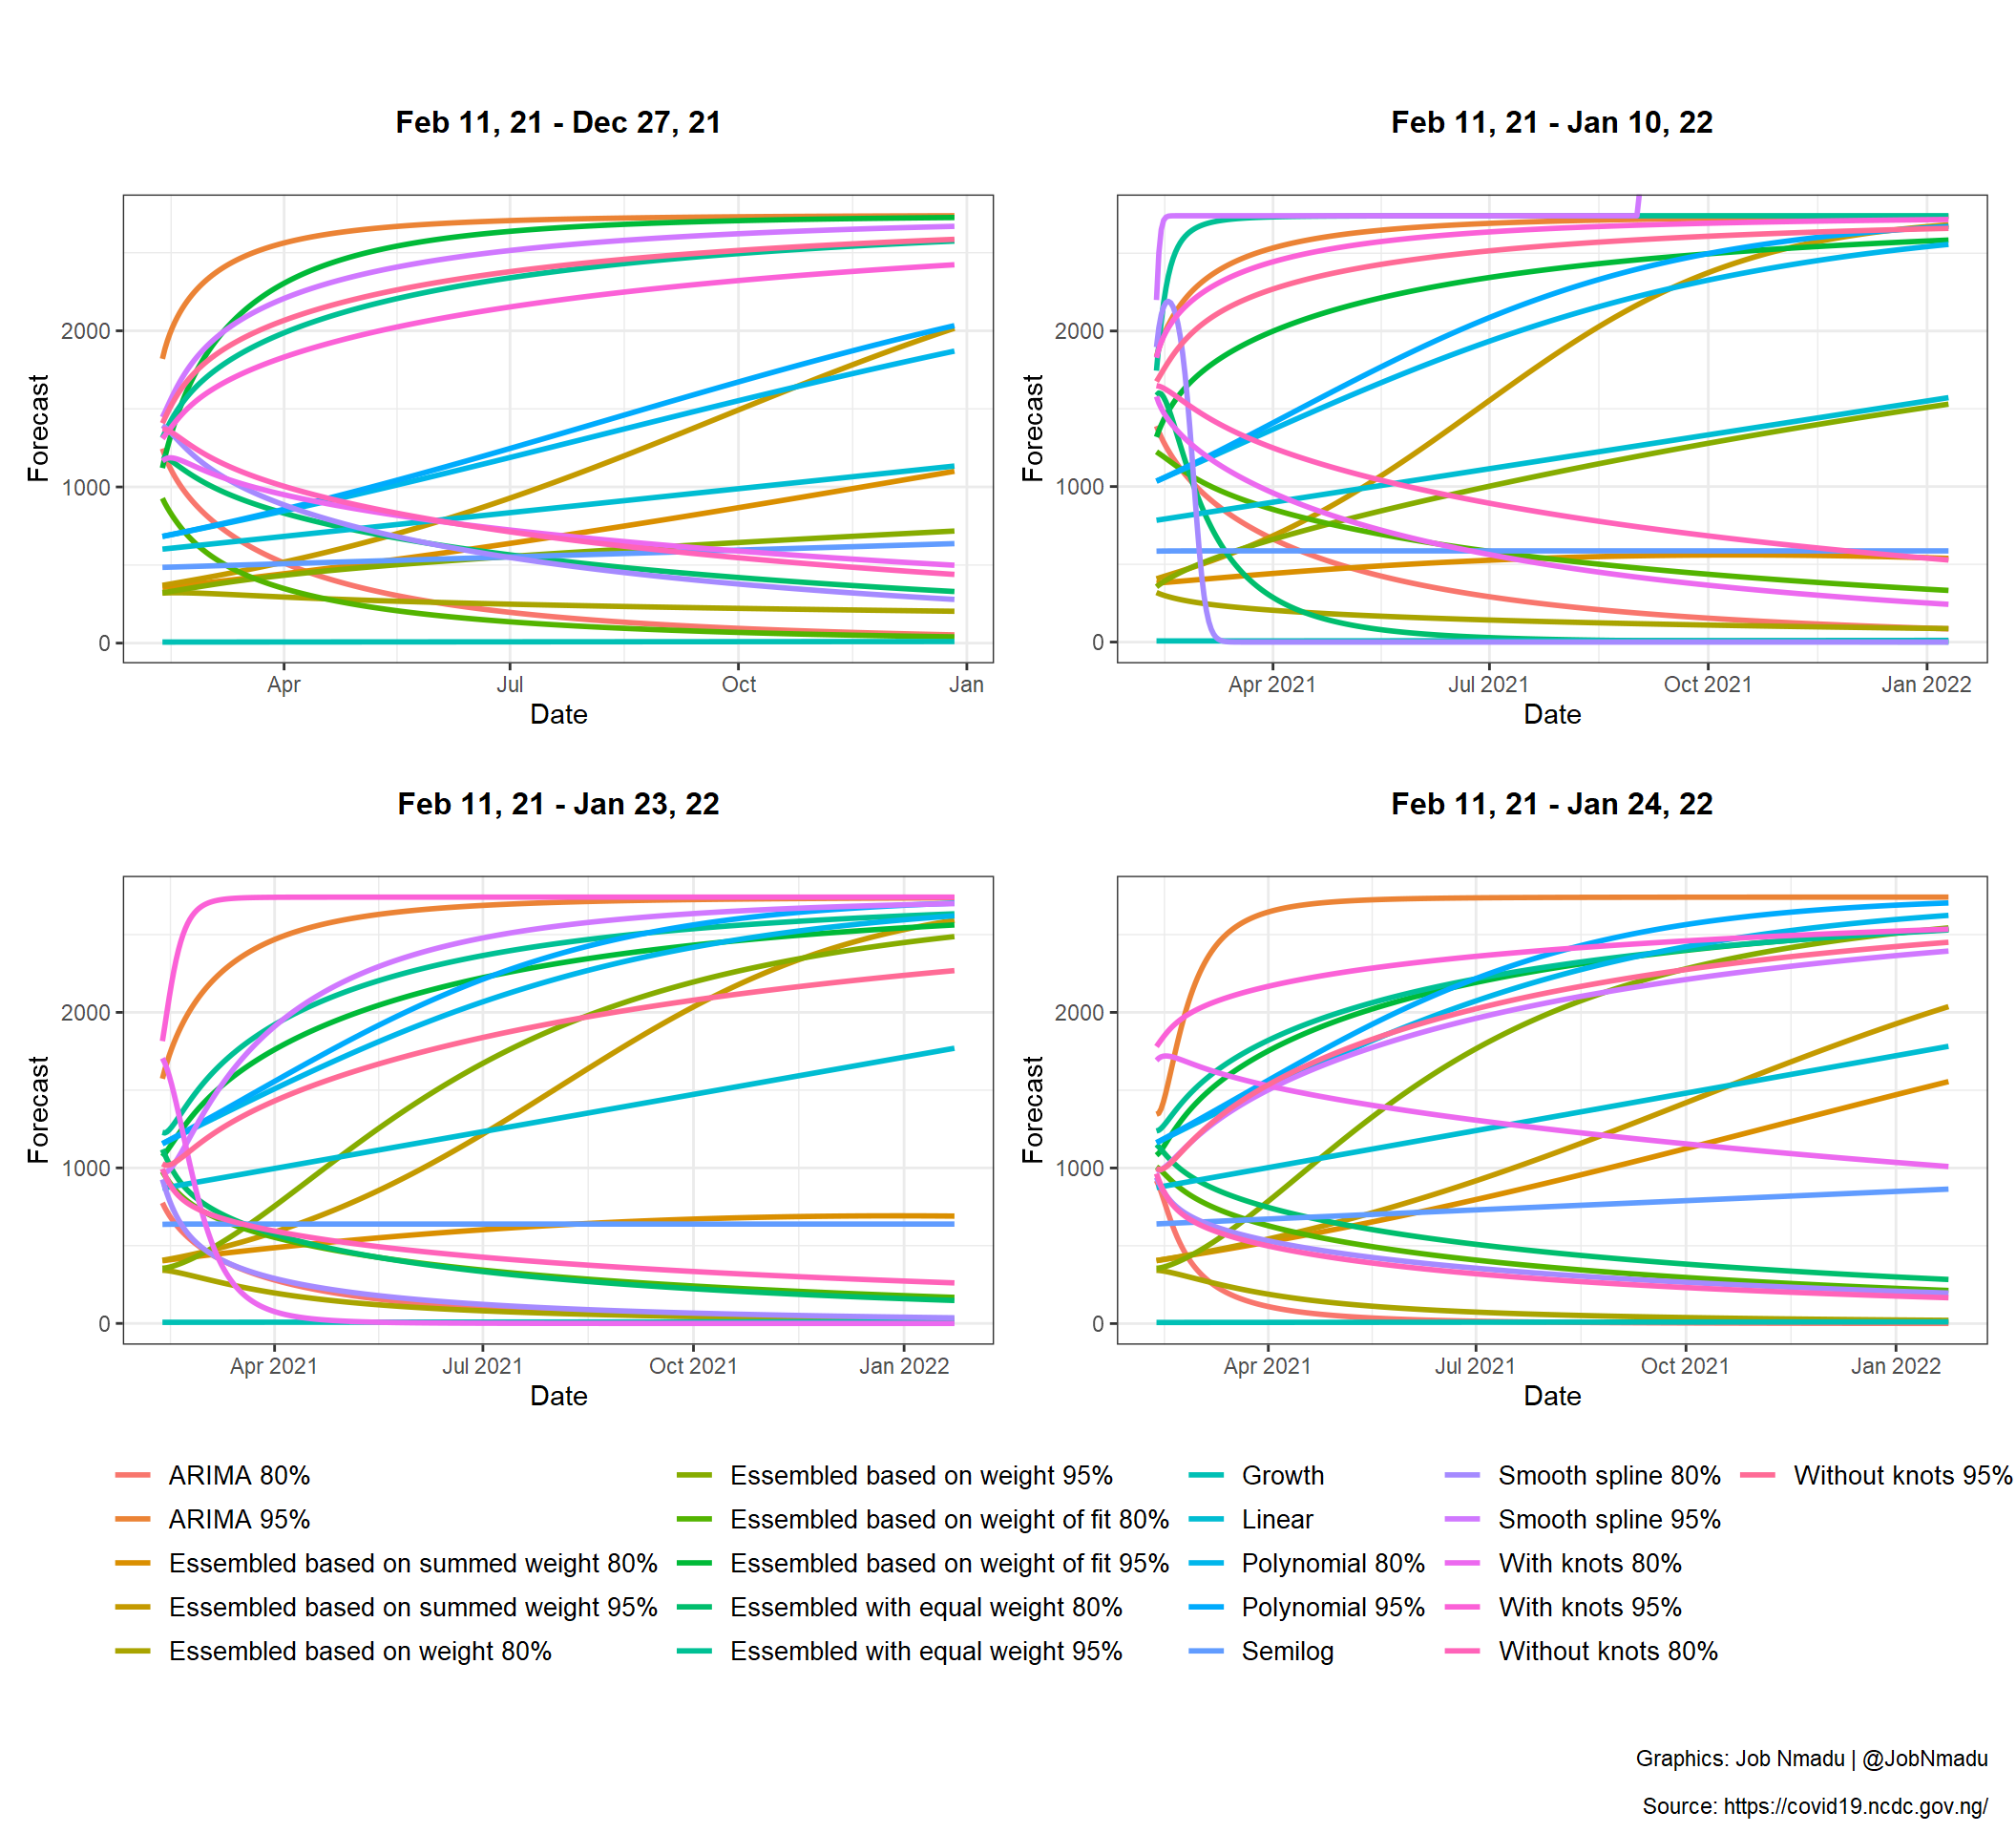 Feb 11, 21 - Dec 27, 21
Forecast
2000
1000
0
Apr
Jul
Oct
Jan
Date
Feb 11, 21 - Jan 10, 22
Forecast
2000
1000
0
Apr 2021
Jul 2021
Oct 2021
Jan 2022
Date
Feb 11, 21 - Jan 23, 22
Forecast
2000
1000
0
Apr 2021
Jul 2021
Oct 2021
Jan 2022
Date
Feb 11, 21 - Jan 24, 22
Forecast
2000
1000
0
Apr 2021
Jul 2021
Oct 2021
Jan 2022
Date
ARIMA 80%
ARIMA 95%
Essembled based on summed weight 80%
Essembled based on summed weight 95%
Essembled based on weight 80%
Essembled based on weight 95%
Essembled based on weight of fit 80%
Essembled based on weight of fit 95%
Essembled with equal weight 80%
Essembled with equal weight 95%
Growth
Linear
Polynomial 80%
Polynomial 95%
Semilog
Smooth spline 80%
Smooth spline 95%
With knots 80%
With knots 95%
Without knots 80%
Without knots 95%
Graphics: Job Nmadu | @JobNmadu
Source: https://covid19.ncdc.gov.ng/